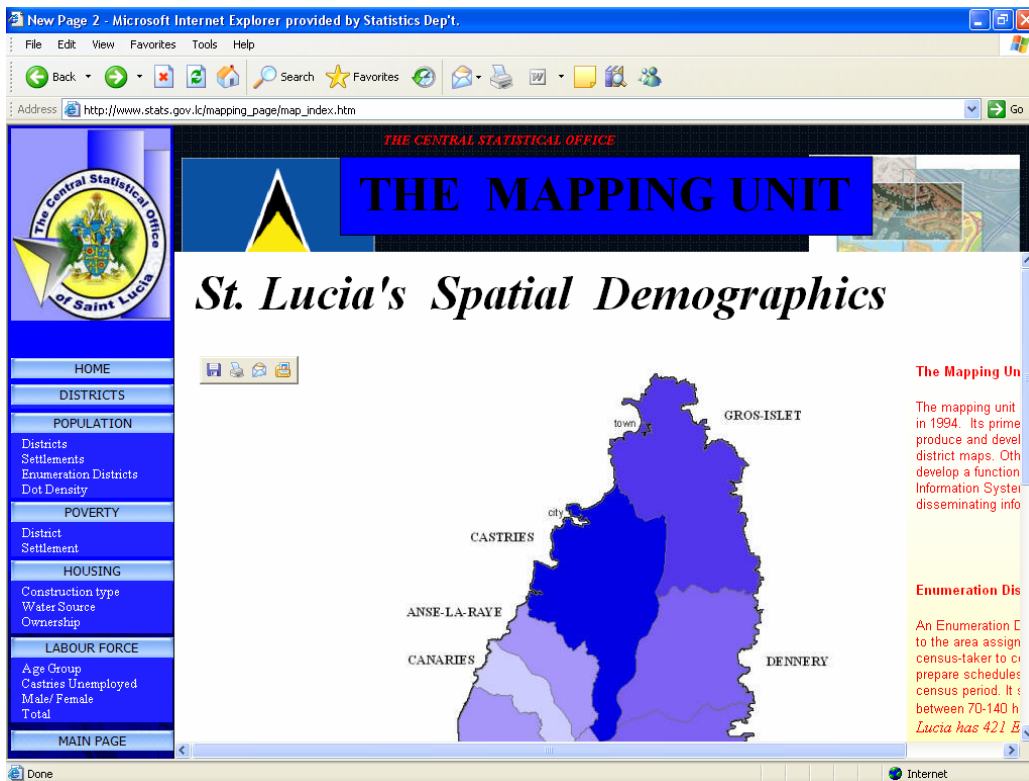 New Page 2 - Microsoft Internet Explorer provided by Statistics Dep't.
File Edit View Favorites Tools Help
Back Search Favorites
Address http://www.stats.gov.lc/mapping_page/map_index.htm Go
THE CENTRAL STATISTICAL OFFICE
THE MAPPING UNIT
The Central Statistical Office
of Saint Lucia
St. Lucia's Spatial Demographics
HOME
DISTRICTS
POPULATION
Districts
Settlements
Enumeration Districts
Dot Density
POVERTY
District
Settlement
HOUSING
Construction type
Water Source
Ownership
LABOUR FORCE
Age Group
Castries Unemployed
Male/ Female
Total
MAIN PAGE
GROS-ISLET
town
city
CASTRIES
ANSE-LA-RAYE
CANARIES
DENNERY
The Mapping Un
The mapping unit
in 1994. Its prime
produce and devel
district maps. Oth
develop a function
Information System
disseminating info
Enumeration Dis
An Enumeration D
to the area assign
census-taker to co
prepare schedules
census period. It s
between 70-140 h
Lucia has 421 E
Done Internet